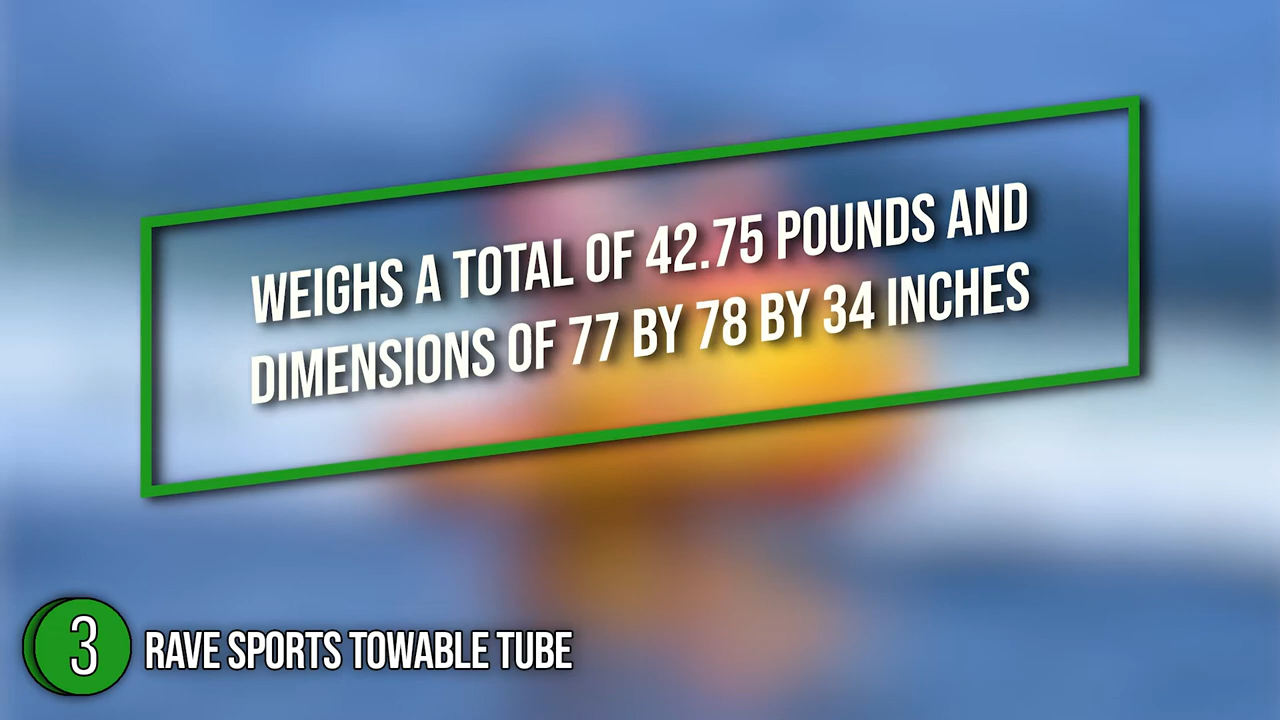 WEIGHS A TOTAL OF 42.75 POUNDS AND
DIMENSIONS OF 77 BY 78 BY 34 INCHES
3
RAVE SPORTS TOWABLE TUBE